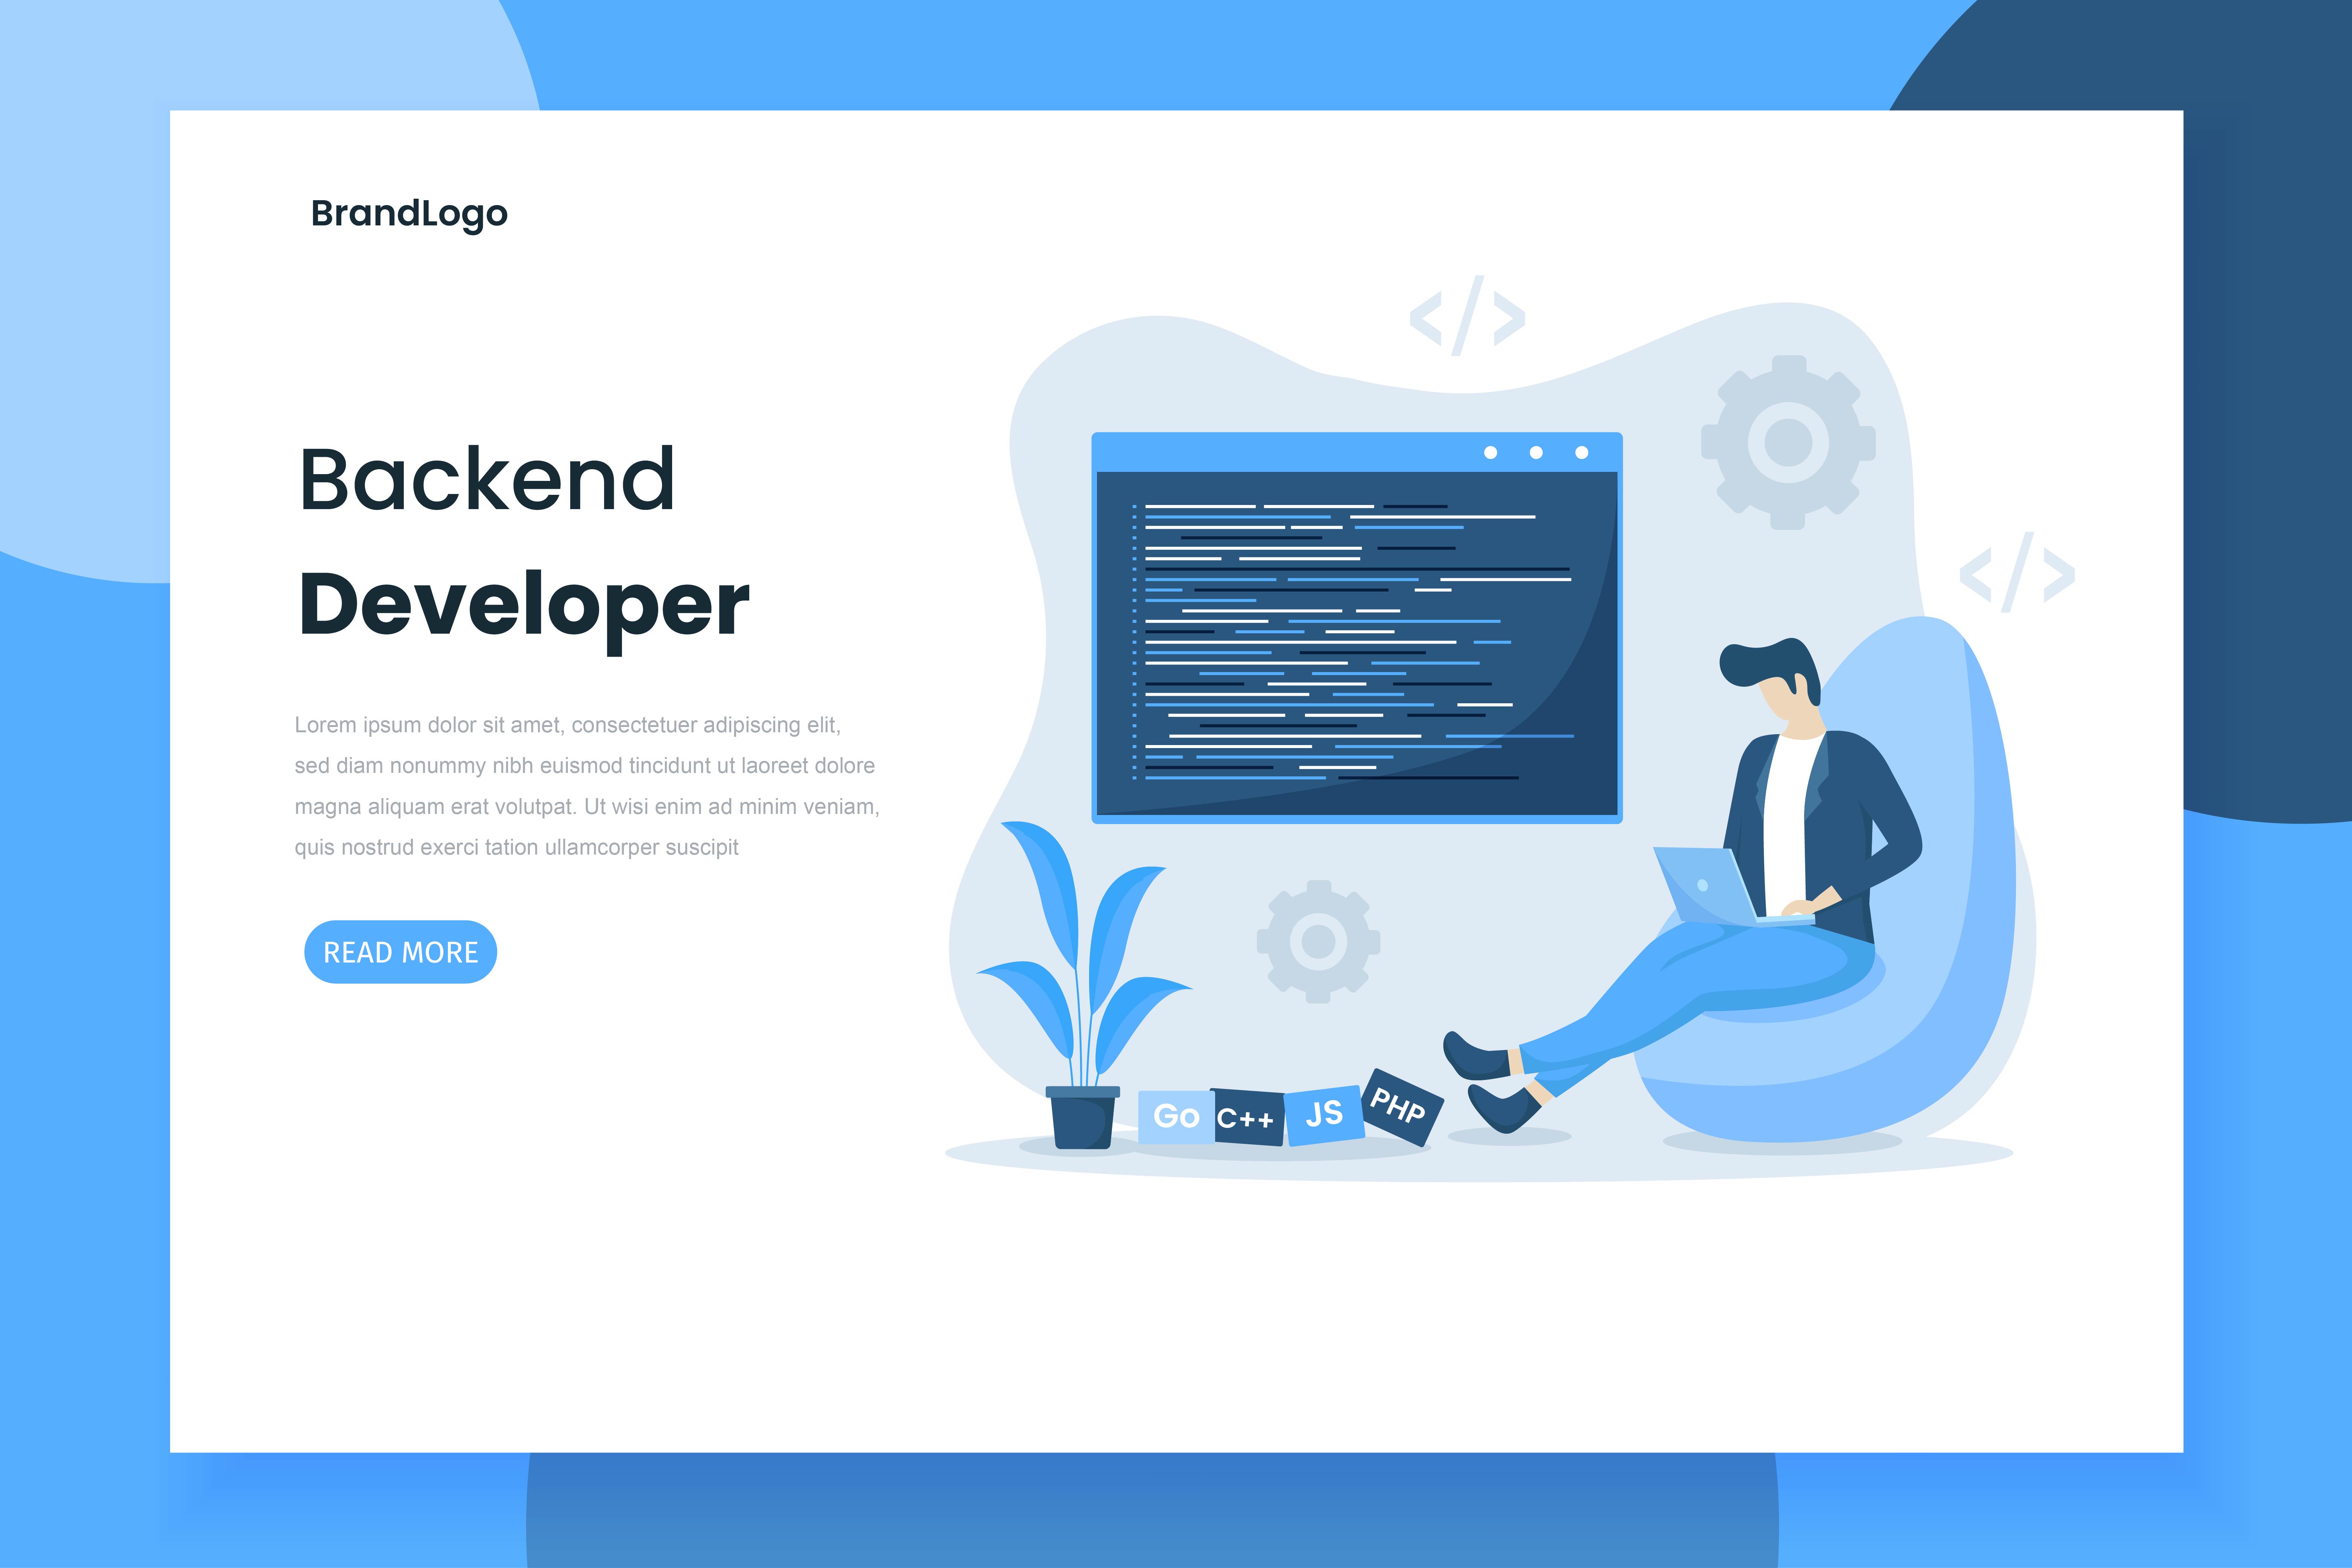 BrandLogo
</>
</>
Backend
Developer
Lorem ipsum dolor sit amet, consectetuer adipiscing elit,
sed diam nonummy nibh euismod tincidunt ut laoreet dolore
magna aliquam erat volutpat. Ut wisi enim ad minim veniam,
quis nostrud exerci tation ullamcorper suscipit
READ MORE
Go
C++
JS
PHP